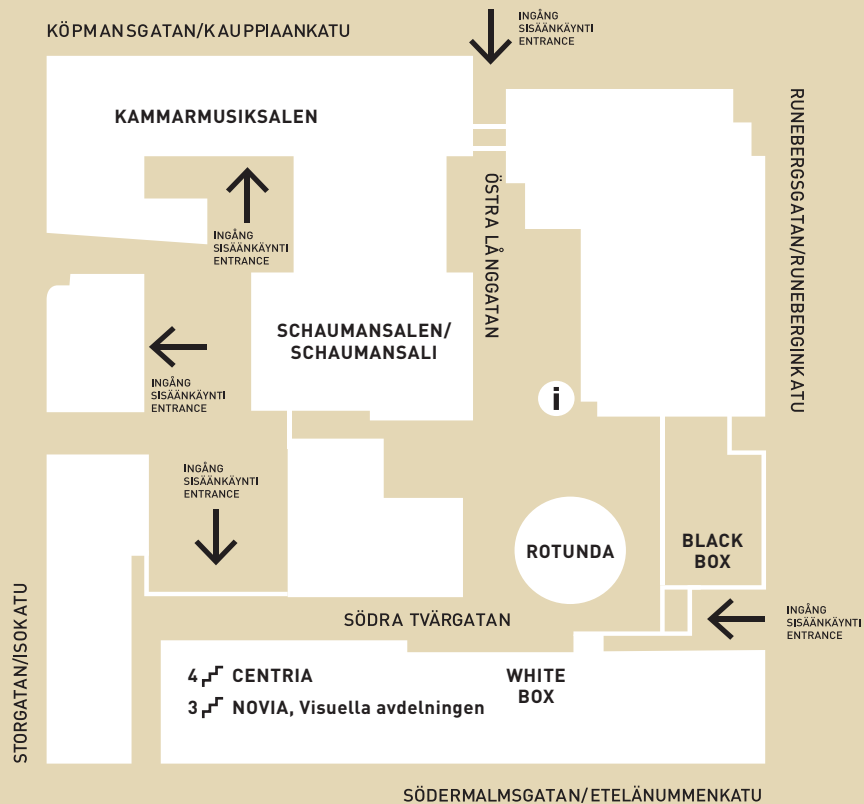 KÖPMANSGATAN/KAUPPIAANKATU
INGÅNG
SISÄÄNKÄYNTI
ENTRANCE
KAMMARMUSIKSALEN
RUNEBERGSGATAN/RUNEBERGINKATU
ÖSTRA LÅNGGATAN
INGÅNG
SISÄÄNKÄYNTI
ENTRANCE
SCHAUMANSALEN/
SCHAUMANSALI
INGÅNG
SISÄÄNKÄYNTI
ENTRANCE
i
INGÅNG
SISÄÄNKÄYNTI
ENTRANCE
ROTUNDA
BLACK
BOX
STORGATAN/ISOKATU
SÖDRA TVÄRGATAN
INGÅNG
SISÄÄNKÄYNTI
ENTRANCE
4 CENTRIA
3 NOVIA, Visuella avdelningen
WHITE
BOX
SÖDERMALMSGATAN/ETELÄNUMMENKATU